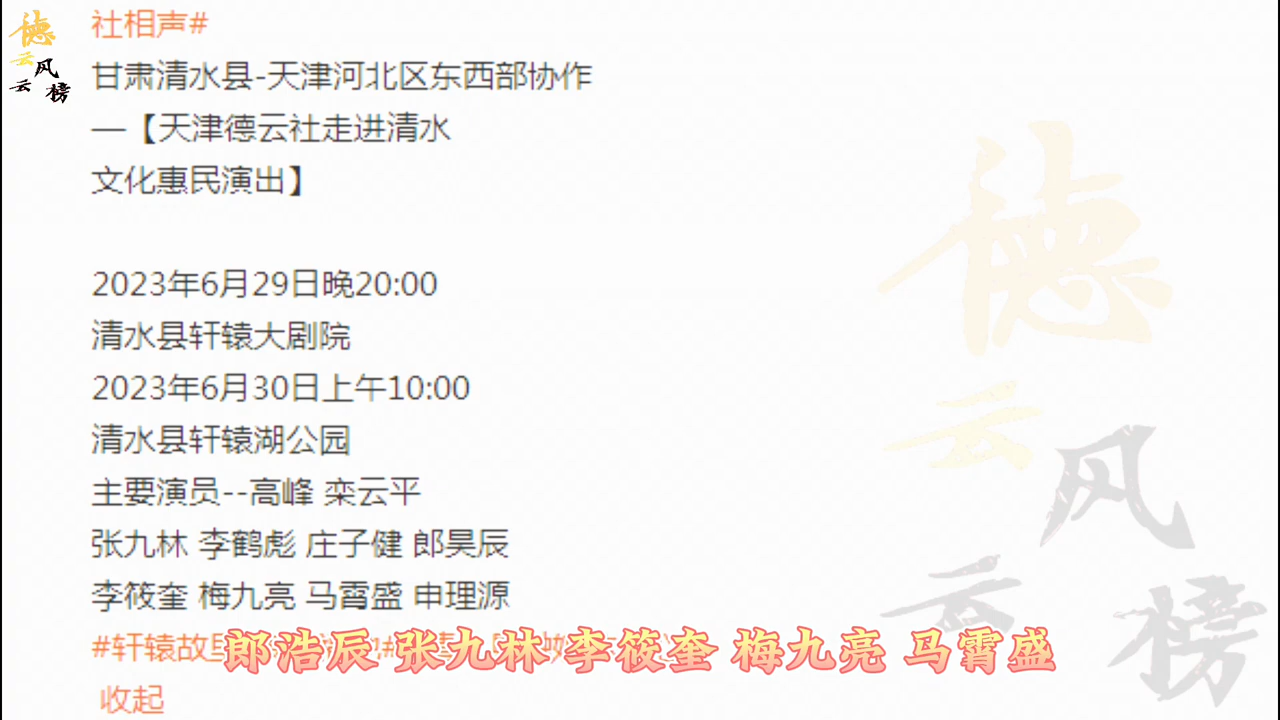 德云风云榜
社相声#
甘肃清水县-天津河北区东西部协作
—【天津德云社走进清水
文化惠民演出】
2023年6月29日晚20:00
清水县轩辕大剧院
2023年6月30日上午10:00
清水县轩辕湖公园
主要演员--高峰 栾云平
张九林 李鹤彪 庄子健 郎昊辰
李筱奎 梅九亮 马霄盛 申理源
#轩辕故
郎浩辰 张九林 李筱奎 梅九亮 马霄盛
收起
德云风云榜